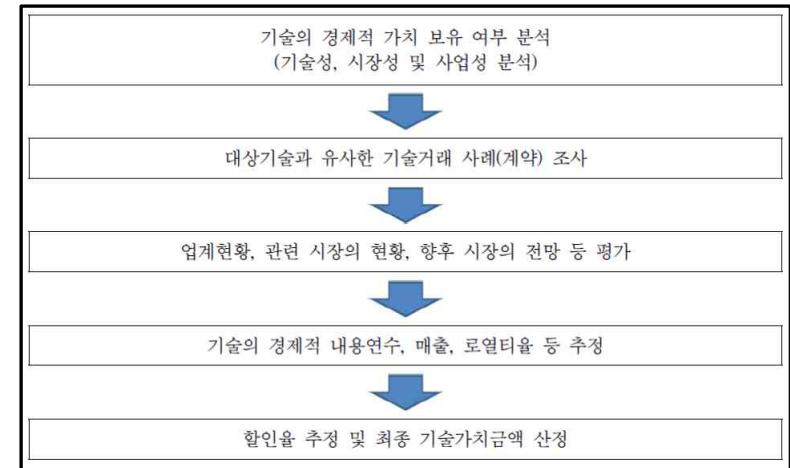 기술의 경제적 가치 보유 여부 분석
(기술성, 시장성 및 사업성 분석)
대상기술과 유사한 기술거래 사례(계약) 조사
업계현황, 관련 시장의 현황, 향후 시장의 전망 등 평가
기술의 경제적 내용연수, 매출, 로열티율 등 추정
할인율 추정 및 최종 기술가치금액 산정